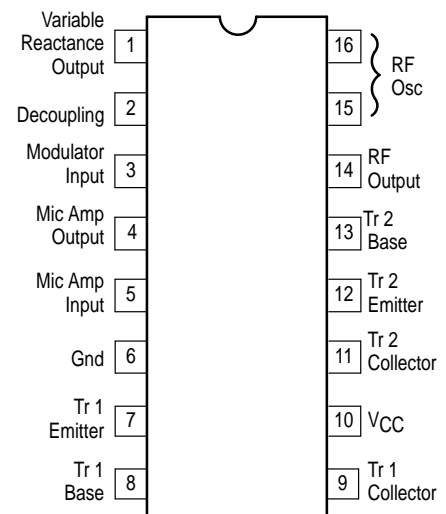 Variable
Reactance
Output
1
Decoupling
2
Modulator
Input
3
Mic Amp
Output
4
Mic Amp
Input
5
Gnd
6
Tr 1
Emitter
7
Tr 1
Base
8
16
15
RF
Osc
14
RF
Output
13
Tr 2
Base
12
Tr 2
Emitter
11
Tr 2
Collector
10
VCC
9
Tr 1
Collector